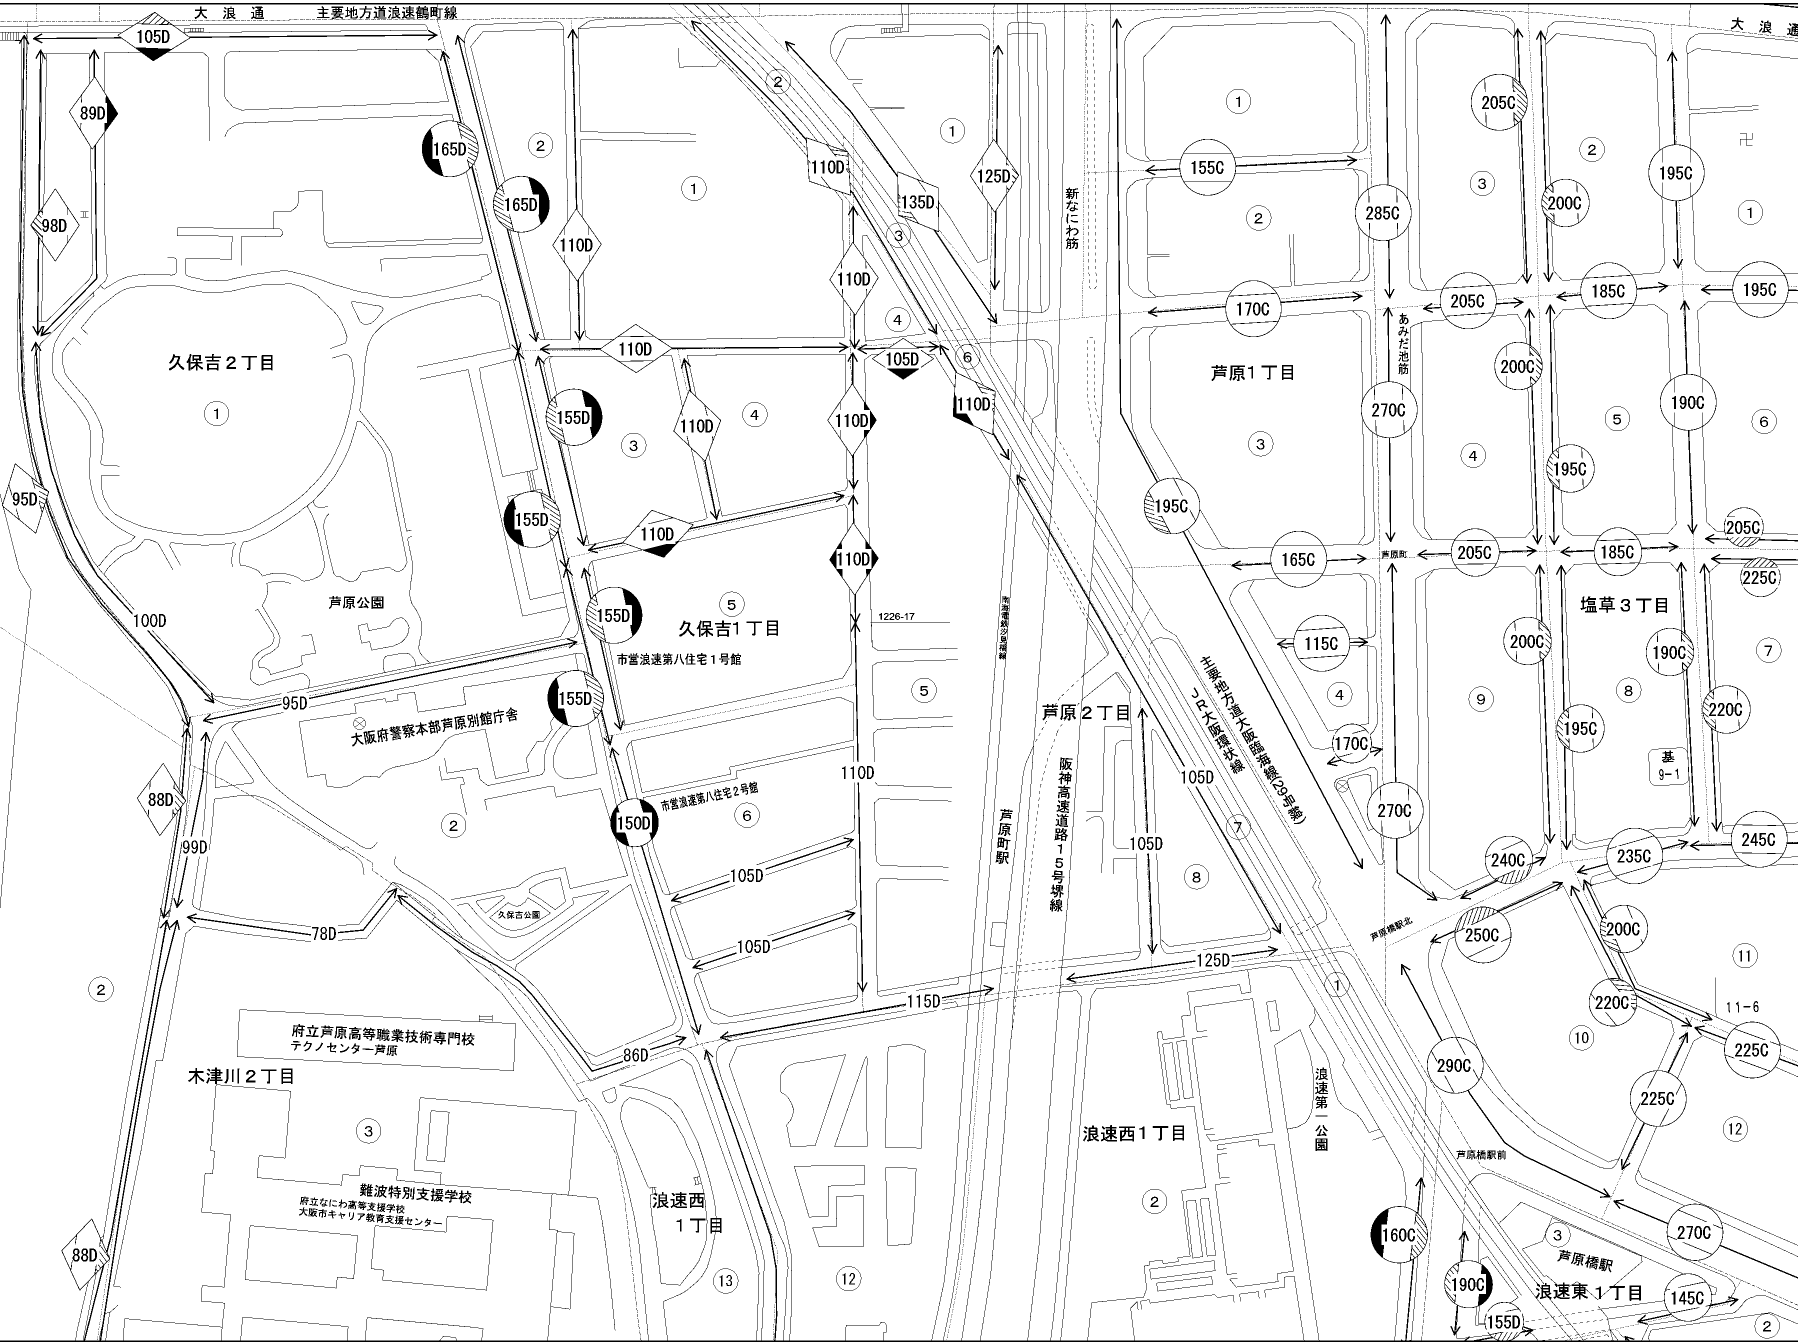 大浪通
主要地方道浪速鶴町線
大浪通
105D
89D
98D
165D
165D
②
①
110D
②
110D
135D
③
110D
④
①
125D
新なにわ筋
①
155C
②
285C
205C
③
②
200C
195C
卍
①
170C
205C
185C
195C
あみだ池筋
久保吉2丁目
①
110D
105D
⑥
110D
155D
③
110D
④
110D
芦原1丁目
③
270C
200C
④
⑤
195C
190C
⑥
95D
155D
110D
110D
195C
165C
芦原町
205C
185C
205C
225C
芦原公園
100D
155D
⑤
久保吉1丁目
市営浪速第八住宅1号館
1226-17
南海電鉄汐見橋線
115C
④
170C
200C
⑨
塩草3丁目
190C
⑧
⑦
195C
220C
基
9-1
95D
大阪府警察本部芦原別館庁舎
155D
⑤
芦原2丁目
主要地方道大阪臨海線(29号線)
JR大阪環状線
阪神高速道路15号堺線
芦原町駅
105D
105D
⑦
⑧
88D
99D
②
150D
市営浪速第八住宅2号館
⑥
110D
270C
240C
235C
245C
105D
久保吉公園
78D
105D
芦原橋駅北
250C
200C
⑪
②
125D
①
115D
220C
11-6
⑩
225C
府立芦原高等職業技術専門校
テクノセンター芦原
86D
290C
225C
木津川2丁目
③
浪速西1丁目
浪速第一公園
⑫
芦原橋駅前
難波特別支援学校
府立なにわ高等支援学校
大阪市キャリア教育支援センター
浪速西
1丁目
②
88D
160C
270C
③
芦原橋駅
⑬
⑫
190C
浪速東1丁目
145C
155D
②